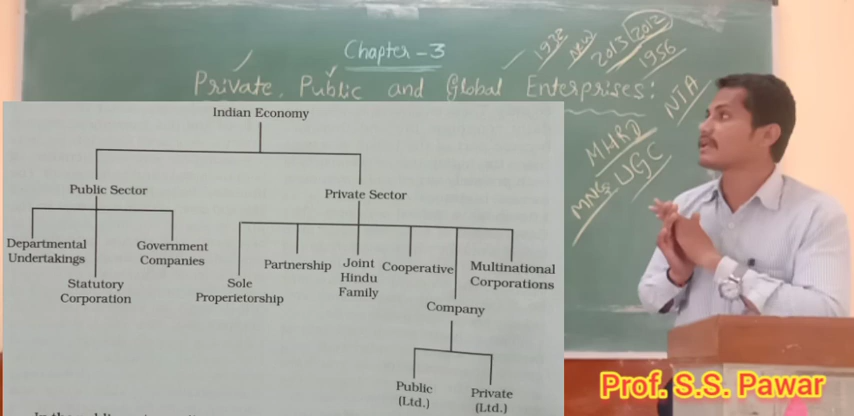 Chapter - 3
Private, Public and Global Enterprises:
1932
New
2013
2012
1956
NTA
MHRD
UGC
MNCs
Indian Economy
Public Sector
Private Sector
Departmental
Undertakings
Statutory
Corporation
Government
Companies
Sole
Properietorship
Partnership
Joint
Hindu
Family
Cooperative
Company
Multinational
Corporations
Public
(Ltd.)
Private
(Ltd.)
Prof. S.S. Pawar